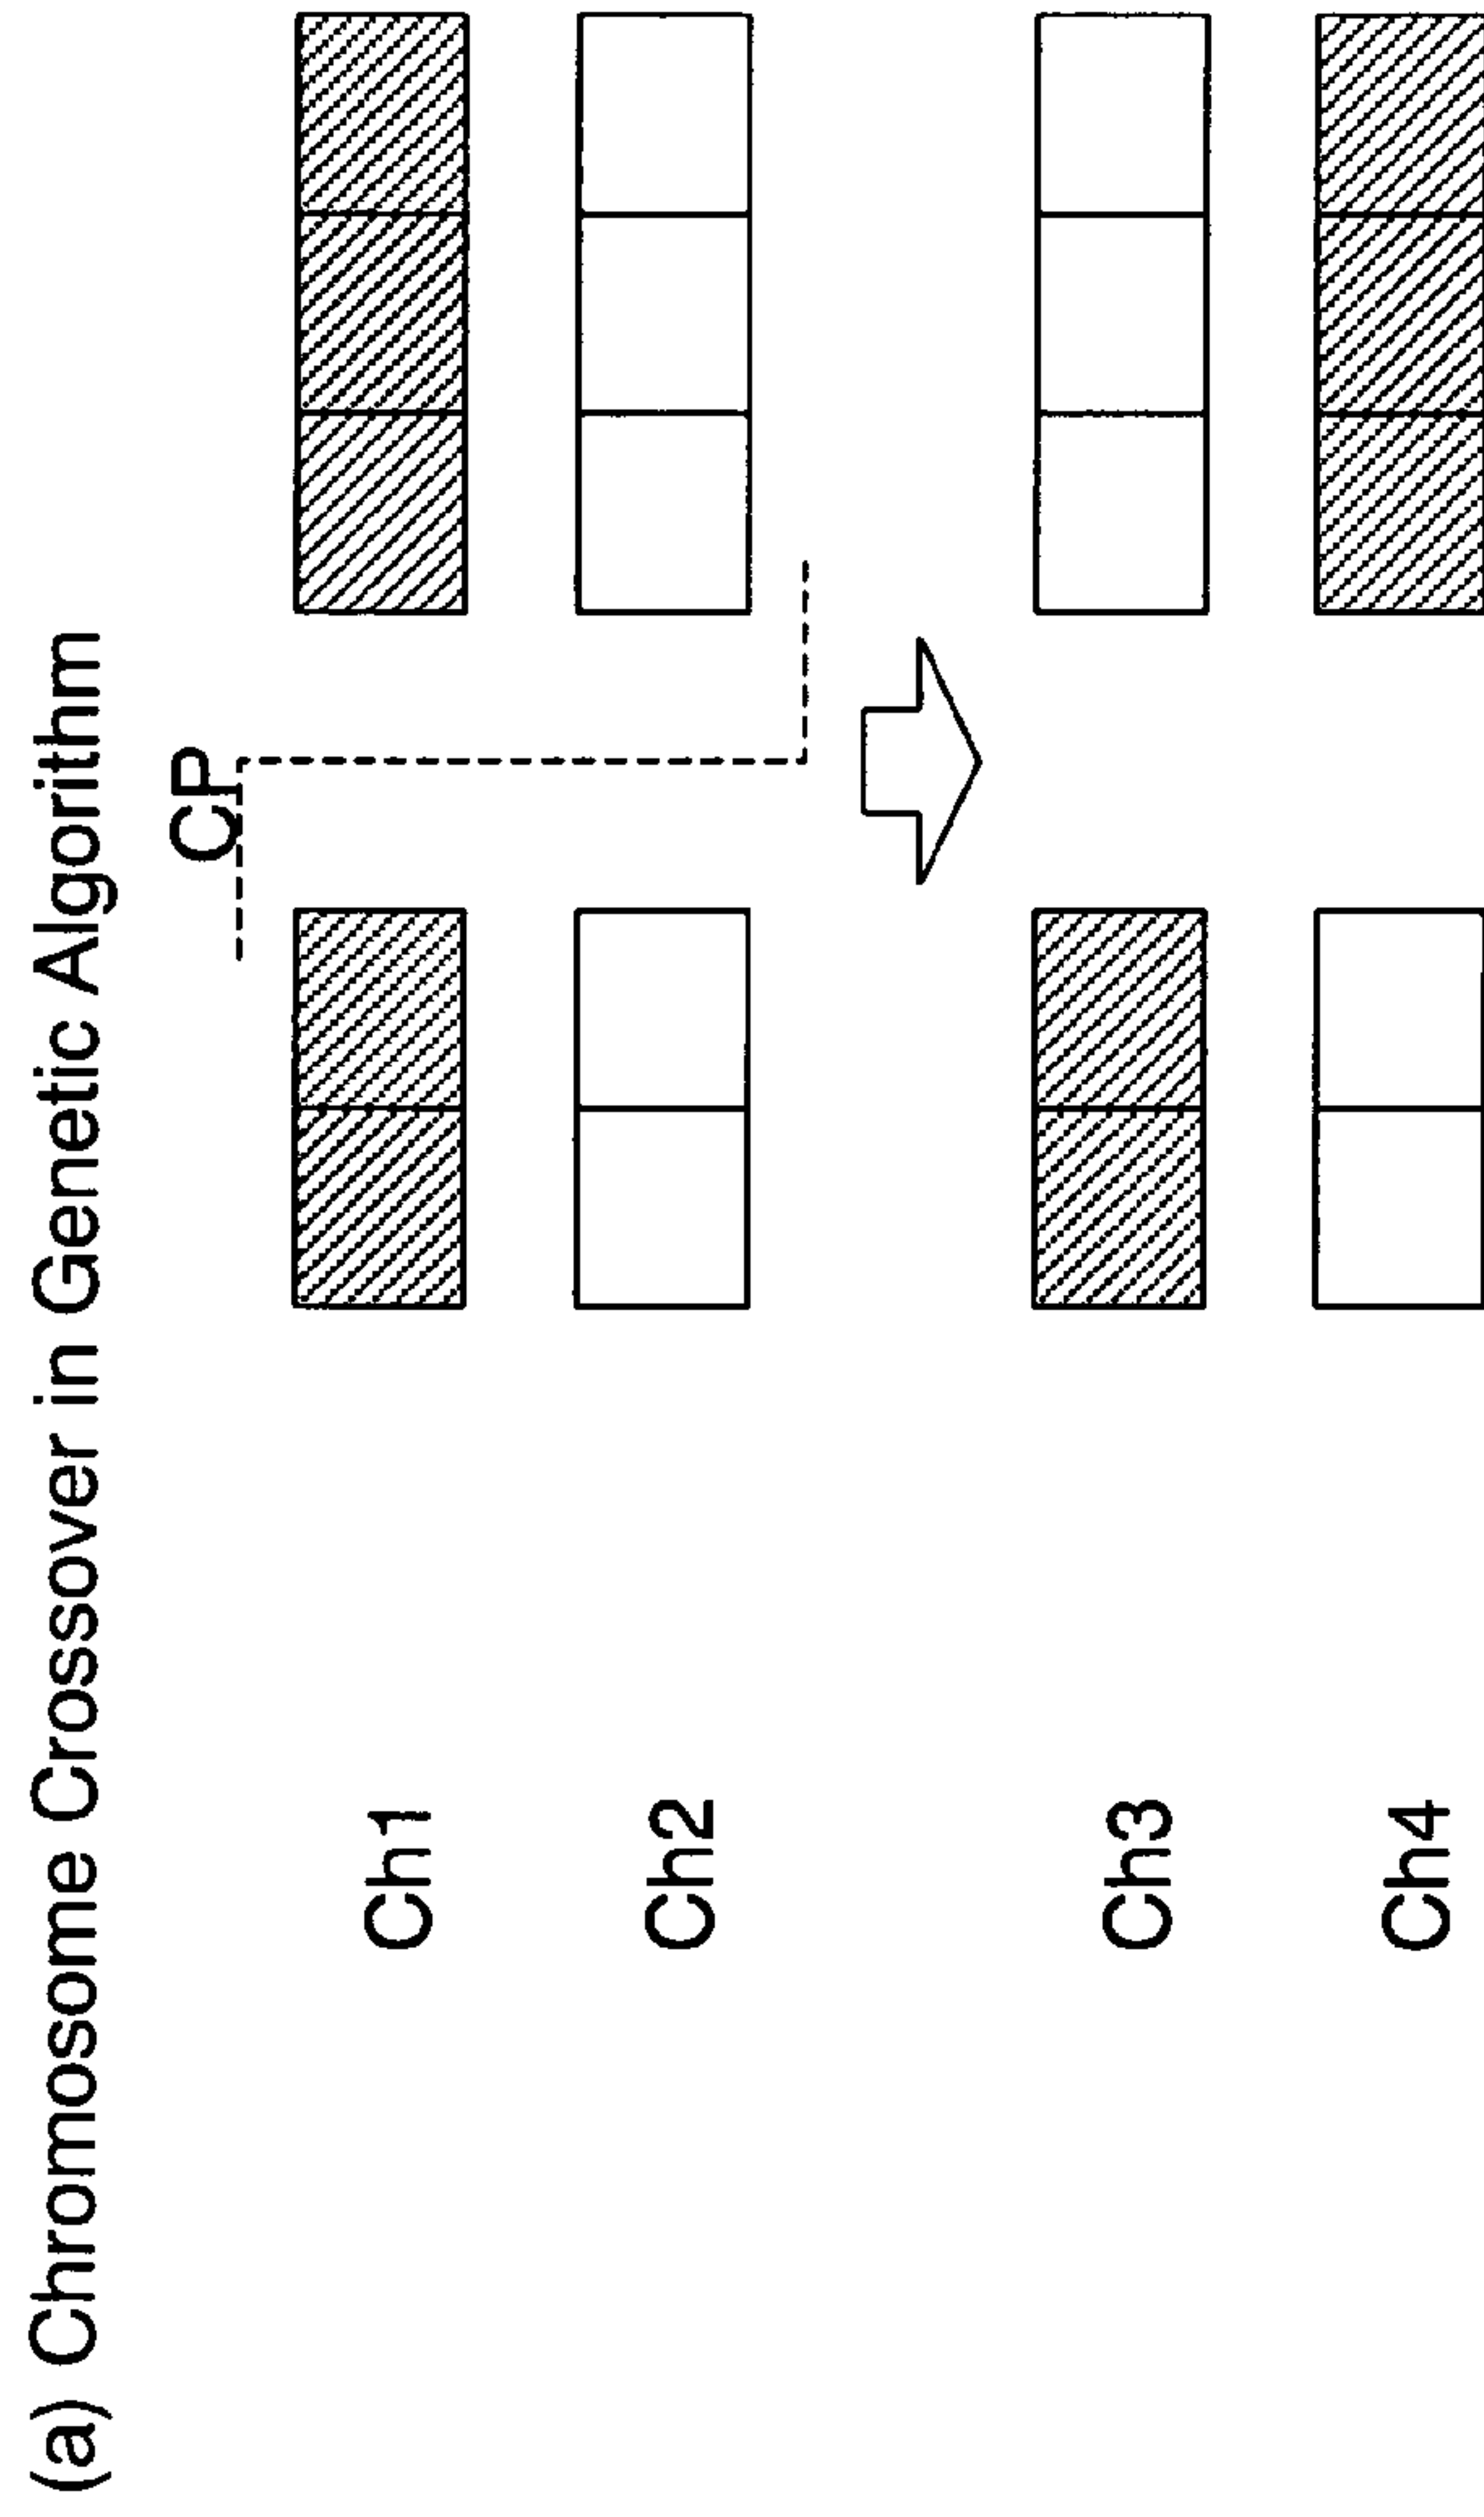 (a) Chromosome Crossover in Genetic Algorithm
CP
Ch1
Ch2
Ch3
Ch4